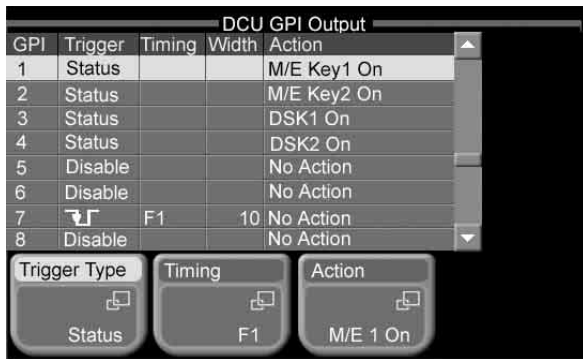 DCU GPI Output
GPI Trigger Timing Width Action
1 Status M/E Key1 On
2 Status M/E Key2 On
3 Status DSK1 On
4 Status DSK2 On
5 Disable No Action
6 Disable No Action
7 F1 10 No Action
8 Disable No Action
Trigger Type Timing Action
Status F1 M/E 1 On